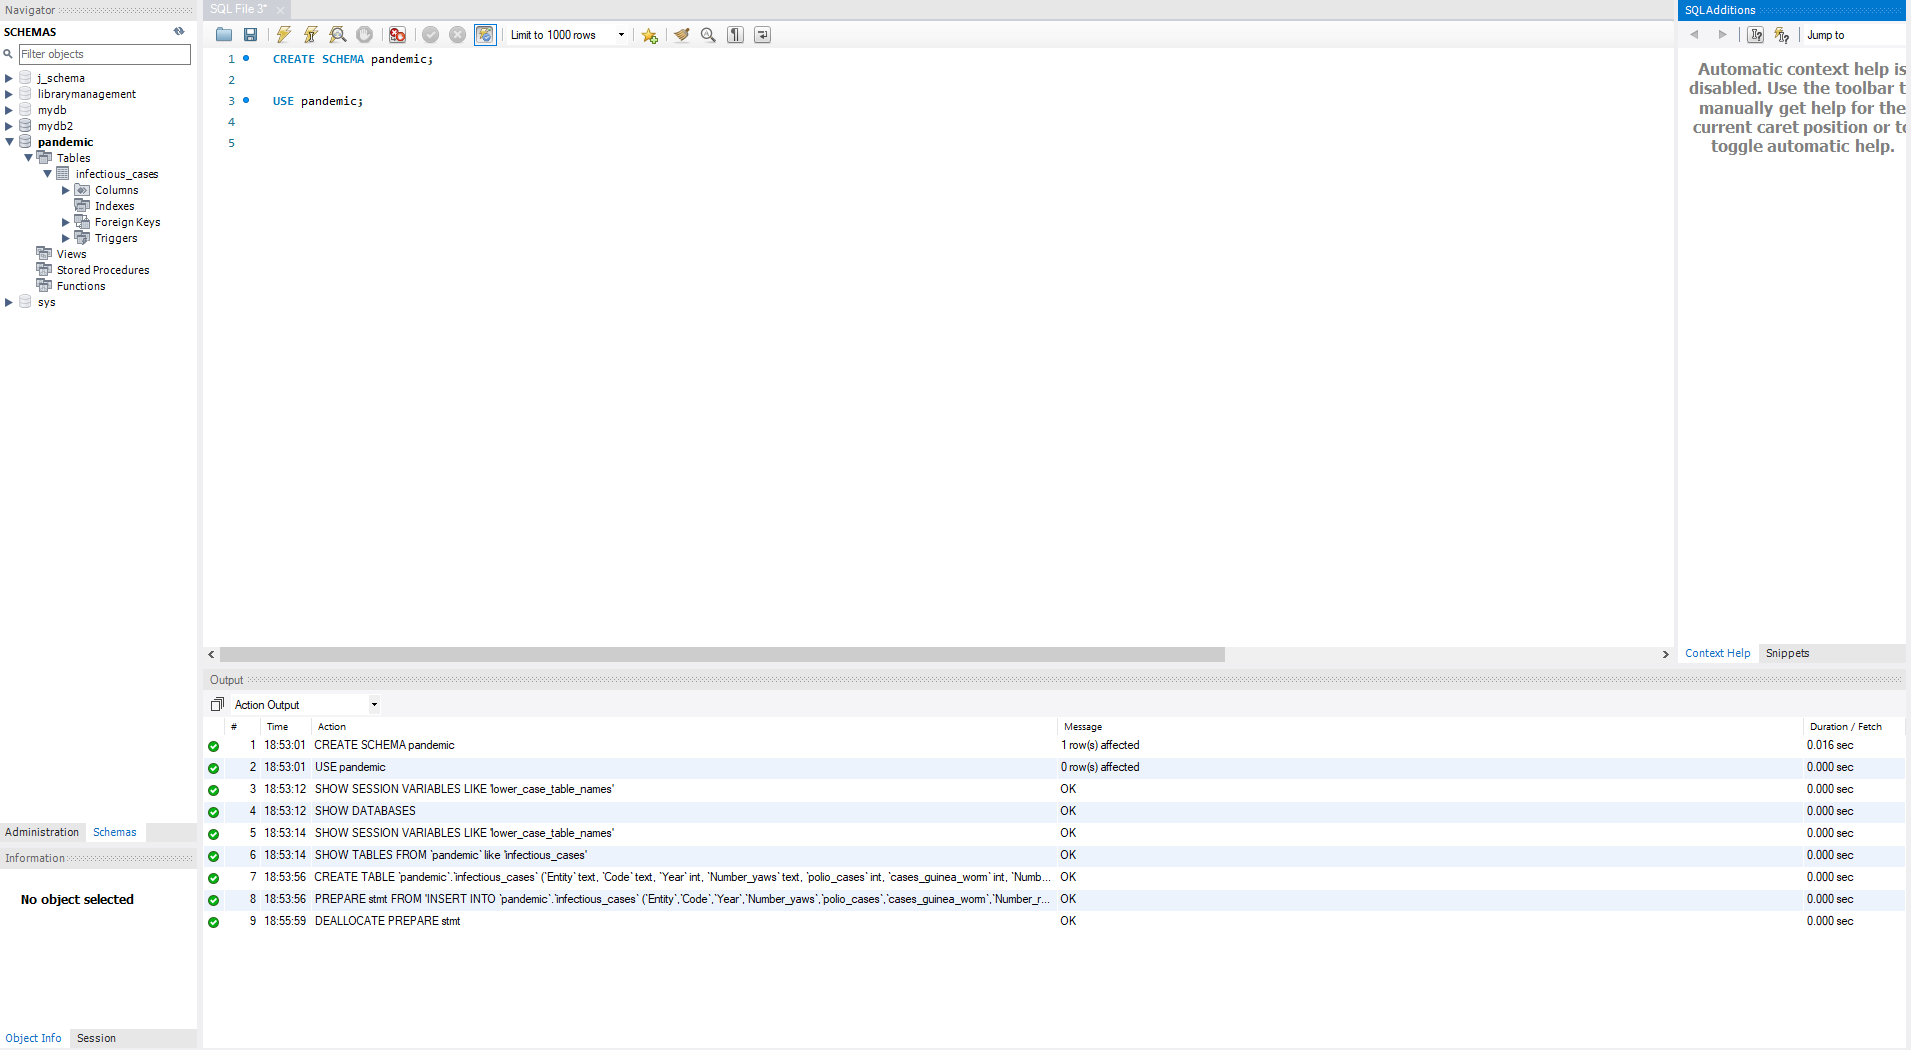 Navigator
SCHEMAS
Filter objects
j_schema
librarymanagement
mydb
mydb2
pandemic
Tables
infectious_cases
Columns
Indexes
Foreign Keys
Triggers
Views
Stored Procedures
Functions
sys
Administration Schemas
Information
No object selected
Object Info Session
SQL File 3*
Limit to 1000 rows
1 CREATE SCHEMA pandemic;
2
3 USE pandemic;
4
5
SQLAdditions
Jump to
Automatic context help is
disabled. Use the toolbar t
manually get help for the
current caret position or to
toggle automatic help.
Context Help Snippets
Output
Action Output
# Time Action Message Duration / Fetch
1 18:53:01 CREATE SCHEMA pandemic 1 row(s) affected 0.016 sec
2 18:53:01 USE pandemic 0 row(s) affected 0.000 sec
3 18:53:12 SHOW SESSION VARIABLES LIKE 'lower_case_table_names' OK 0.000 sec
4 18:53:12 SHOW DATABASES OK 0.000 sec
5 18:53:14 SHOW SESSION VARIABLES LIKE 'lower_case_table_names' OK 0.000 sec
6 18:53:14 SHOW TABLES FROM `pandemic` like 'infectious_cases' OK 0.000 sec
7 18:53:56 CREATE TABLE `pandemic`.`infectious_cases` (`Entity` text, `Code` text, `Year` int, `Number_yaws` text, `polio_cases` int, `cases_guinea_worm` int, `Numb... OK 0.000 sec
8 18:53:56 PREPARE stmt FROM 'INSERT INTO `pandemic`.`infectious_cases` (`Entity`,`Code`,`Year`,`Number_yaws`,`polio_cases`,`cases_guinea_worm`,`Number_r... OK 0.000 sec
9 18:55:59 DEALLOCATE PREPARE stmt OK 0.000 sec